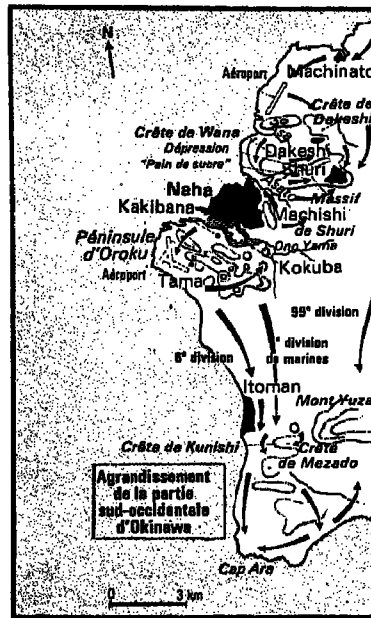 N
Aéroport
Machinato
Crête de
Dakeshi
Crête de Wana
Dépression
"Pain de sucre"
Dakeshi
Shuri
Naha
Massif
de Shuri
Kakibana
Machishi
Péninsule
d'Oroku
Ono Yama
Kokuba
Aéroport
Tama
99e division
6e division
division
de marines
Itoman
Mont Yuza
Crête de Kunishi
Crête
de Mezado
Agrandissement
de la partie
sud-occidentale
d'Okinawa
Cap Ara
0 3 km